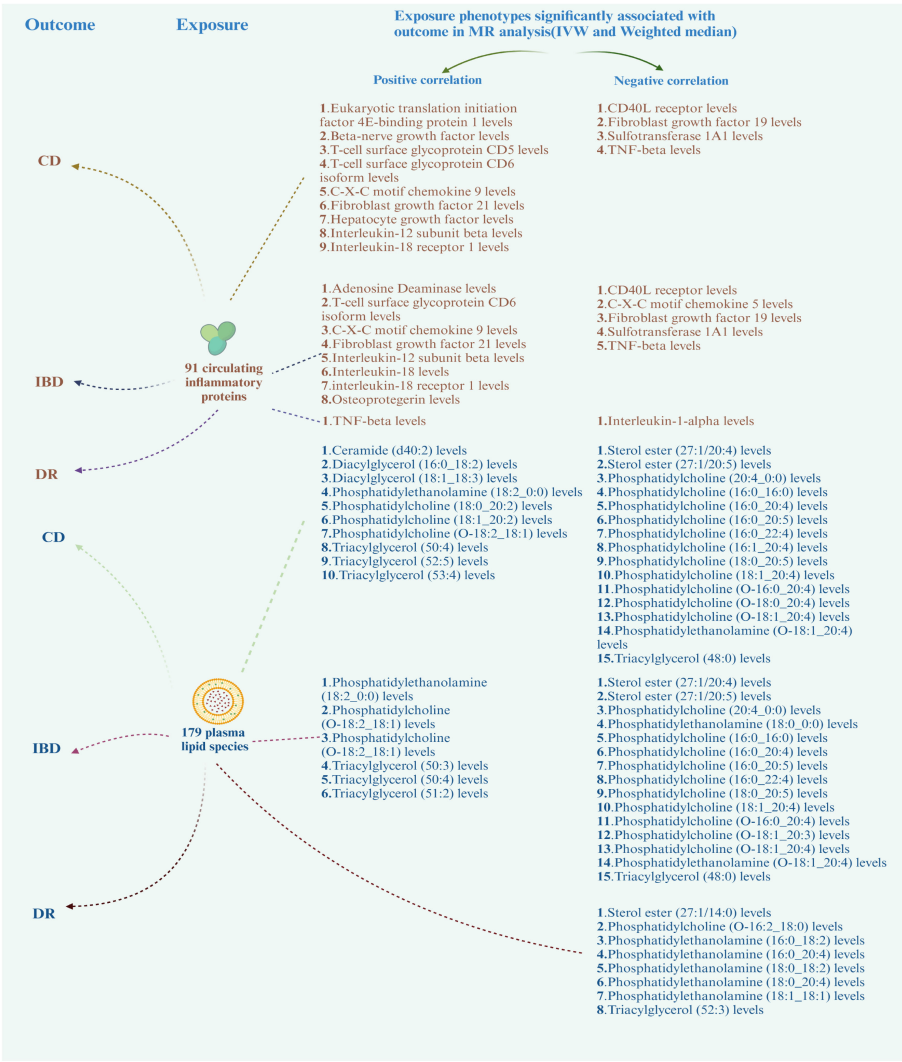 Outcome
Exposure
Exposure phenotypes significantly associated with
outcome in MR analysis(IVW and Weighted median)
Positive correlation
Negative correlation
CD
1.Eukaryotic translation initiation
factor 4E-binding protein 1 levels
2.Beta-nerve growth factor levels
3.T-cell surface glycoprotein CD5 levels
4.T-cell surface glycoprotein CD6
isoform levels
5.C-X-C motif chemokine 9 levels
6.Fibroblast growth factor 21 levels
7.Hepatocyte growth factor levels
8.Interleukin-12 subunit beta levels
9.Interleukin-18 receptor 1 levels
1.CD40L receptor levels
2.Fibroblast growth factor 19 levels
3.Sulfotransferase 1A1 levels
4.TNF-beta levels
91 circulating
inflammatory
proteins
IBD
1.Adenosine Deaminase levels
2.T-cell surface glycoprotein CD6
isoform levels
3.C-X-C motif chemokine 9 levels
4.Fibroblast growth factor 21 levels
5.Interleukin-12 subunit beta levels
6.Interleukin-18 levels
7.interleukin-18 receptor 1 levels
8.Osteoprotegerin levels
1.CD40L receptor levels
2.C-X-C motif chemokine 5 levels
3.Fibroblast growth factor 19 levels
4.Sulfotransferase 1A1 levels
5.TNF-beta levels
DR
1.TNF-beta levels
1.Interleukin-1-alpha levels
CD
1.Ceramide (d40:2) levels
2.Diacylglycerol (16:0_18:2) levels
3.Diacylglycerol (18:1_18:3) levels
4.Phosphatidylethanolamine (18:2_0:0) levels
5.Phosphatidylcholine (18:0_20:2) levels
6.Phosphatidylcholine (18:1_20:2) levels
7.Phosphatidylcholine (O-18:2_18:1) levels
8.Triacylglycerol (50:4) levels
9.Triacylglycerol (52:5) levels
10.Triacylglycerol (53:4) levels
1.Sterol ester (27:1/20:4) levels
2.Sterol ester (27:1/20:5) levels
3.Phosphatidylcholine (20:4_0:0) levels
4.Phosphatidylcholine (16:0_16:0) levels
5.Phosphatidylcholine (16:0_20:4) levels
6.Phosphatidylcholine (16:0_20:5) levels
7.Phosphatidylcholine (16:0_22:4) levels
8.Phosphatidylcholine (16:1_20:4) levels
9.Phosphatidylcholine (18:0_20:5) levels
10.Phosphatidylcholine (18:1_20:4) levels
11.Phosphatidylcholine (O-16:0_20:4) levels
12.Phosphatidylcholine (O-18:0_20:4) levels
13.Phosphatidylcholine (O-18:1_20:4) levels
14.Phosphatidylethanolamine (O-18:1_20:4)
levels
15.Triacylglycerol (48:0) levels
179 plasma
lipid species
IBD
1.Phosphatidylethanolamine
(18:2_0:0) levels
2.Phosphatidylcholine
(O-18:2_18:1) levels
3.Phosphatidylcholine
(O-18:2_18:1) levels
4.Triacylglycerol (50:3) levels
5.Triacylglycerol (50:4) levels
6.Triacylglycerol (51:2) levels
1.Sterol ester (27:1/20:4) levels
2.Sterol ester (27:1/20:5) levels
3.Phosphatidylcholine (20:4_0:0) levels
4.Phosphatidylethanolamine (18:0_0:0) levels
5.Phosphatidylcholine (16:0_16:0) levels
6.Phosphatidylcholine (16:0_20:4) levels
7.Phosphatidylcholine (16:0_20:5) levels
8.Phosphatidylcholine (16:0_22:4) levels
9.Phosphatidylcholine (18:0_20:5) levels
10.Phosphatidylcholine (18:1_20:4) levels
11.Phosphatidylcholine (O-16:0_20:4) levels
12.Phosphatidylcholine (O-18:1_20:3) levels
13.Phosphatidylcholine (O-18:1_20:4) levels
14.Phosphatidylethanolamine (O-18:1_20:4) levels
15.Triacylglycerol (48:0) levels
DR
1.Sterol ester (27:1/14:0) levels
2.Phosphatidylcholine (O-16:2_18:0) levels
3.Phosphatidylethanolamine (16:0_18:2) levels
4.Phosphatidylethanolamine (16:0_20:4) levels
5.Phosphatidylethanolamine (18:0_18:2) levels
6.Phosphatidylethanolamine (18:0_20:4) levels
7.Phosphatidylethanolamine (18:1_18:1) levels
8.Triacylglycerol (52:3) levels